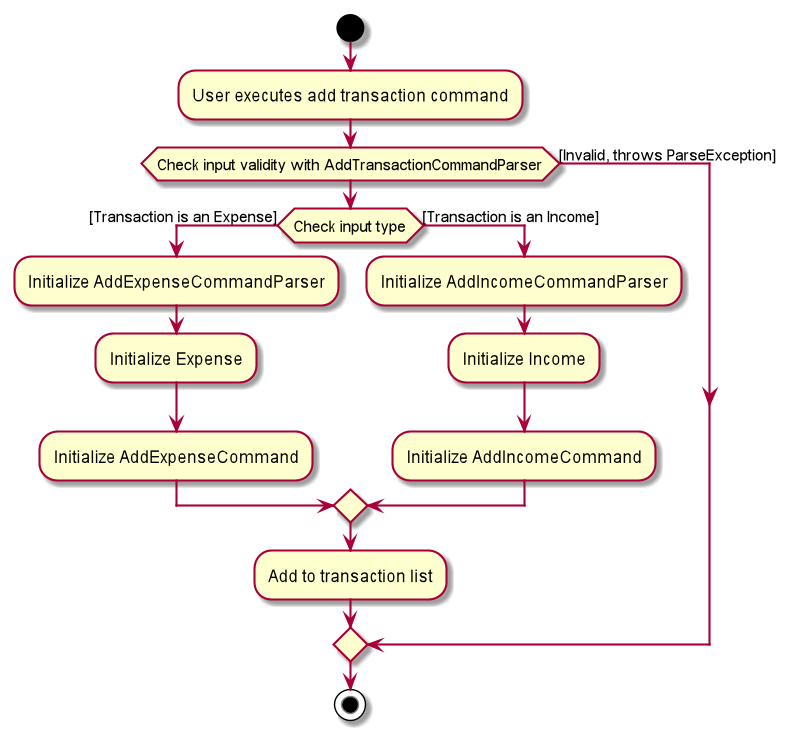 User executes add transaction command
[Invalid, throws ParseException]
Check input validity with AddTransactionCommandParser
[Transaction is an Expense]
Check input type
[Transaction is an Income]
Initialize AddExpenseCommandParser
Initialize AddIncomeCommandParser
Initialize Expense
Initialize Income
Initialize AddExpenseCommand
Initialize AddIncomeCommand
Add to transaction list